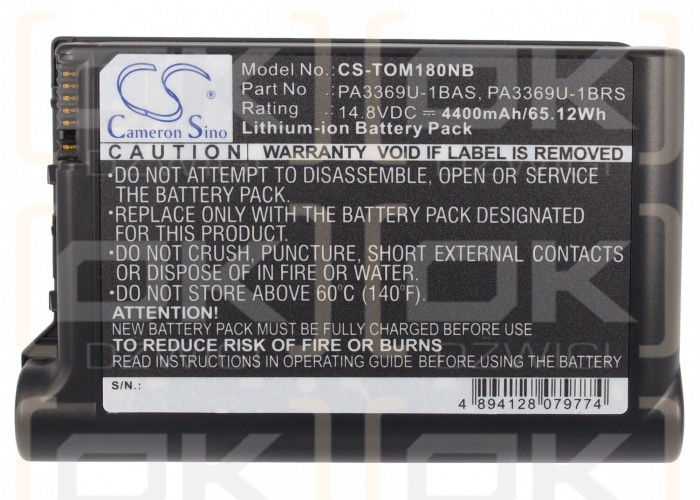 Cameron Sino
Model No.: CS-TOM180NB
Part No : PA3369U-1BAS, PA3369U-1BRS
Rating : 14.8VDC ⎓ 4400mAh/65.12Wh
Lithium-ion Battery Pack
CAUTION WARRANTY VOID IF LABEL IS REMOVED
•DO NOT ATTEMPT TO DISASSEMBLE, OPEN OR SERVICE
THE BATTERY PACK.
•REPLACE ONLY WITH THE BATTERY PACK DESIGNATED
FOR THIS PRODUCT.
•DO NOT CRUSH, PUNCTURE, SHORT EXTERNAL CONTACTS
OR DISPOSE OF IN FIRE OR WATER.
•DO NOT STORE ABOVE 60°C (140°F).
BEFORE FIRST USING
NEW BATTERY PACK MUST BE FULLY CHARGED BEFORE USE.
TO REDUCE RISKS OF FIRE OR BURNS
READ INSTRUCTIONS IN OPERATING MANUAL BEFORE USING BATTERY.
S/N.:
4 894128 079774